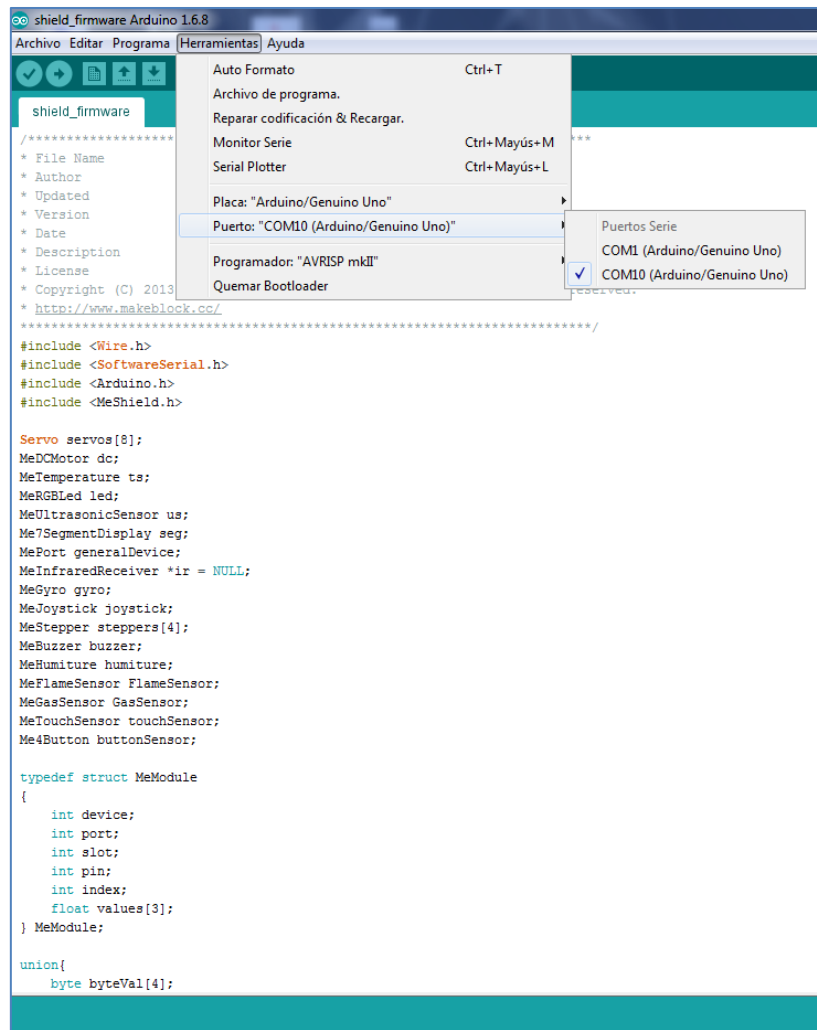 shield_firmware Arduino 1.6.8
Archivo Editar Programa Herramientas Ayuda
Auto Formato Ctrl+T
Archivo de programa.
Reparar codificación & Recargar.
Monitor Serie Ctrl+Mayús+M
Serial Plotter Ctrl+Mayús+L
Placa: "Arduino/Genuino Uno"
Puerto: "COM10 (Arduino/Genuino Uno)"
Programador: "AVRISP mkII"
Quemar Bootloader
Puertos Serie
COM1 (Arduino/Genuino Uno)
COM10 (Arduino/Genuino Uno)
shield_firmware
/*******************
***
* File Name
* Author
* Updated
* Version
* Date
* Description
* License
* Copyright (C) 2013 reserved.
* http://www.makeblock.cc/
*************************************************************************/
#include <Wire.h>
#include <SoftwareSerial.h>
#include <Arduino.h>
#include <MeShield.h>
Servo servos[8];
MeDCMotor dc;
MeTemperature ts;
MeRGBLed led;
MeUltrasonicSensor us;
Me7SegmentDisplay seg;
MePort generalDevice;
MeInfraredReceiver *ir = NULL;
MeGyro gyro;
MeJoystick joystick;
MeStepper steppers[4];
MeBuzzer buzzer;
MeHumiture humiture;
MeFlameSensor FlameSensor;
MeGasSensor GasSensor;
MeTouchSensor touchSensor;
Me4Button buttonSensor;
typedef struct MeModule
{
int device;
int port;
int slot;
int pin;
int index;
float values[3];
} MeModule;
union{
byte byteVal[4];